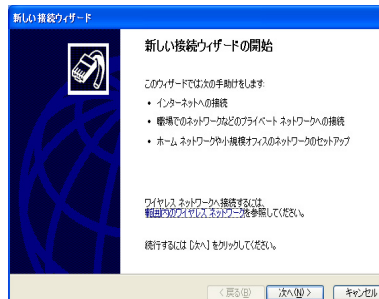 新しい接続ウィザード
新しい接続ウィザードの開始
このウィザードでは次の手助けをします:
• インターネットへの接続
• 職場でのネットワークなどのプライベート ネットワークへの接続
• ホーム ネットワークや小規模オフィスのネットワークのセットアップ
ワイヤレス ネットワークへ接続するには、
範囲内のワイヤレス ネットワークを参照してください。
続行するには [次へ] をクリックしてください。
< 戻る(B)
次へ(N) >
キャンセル